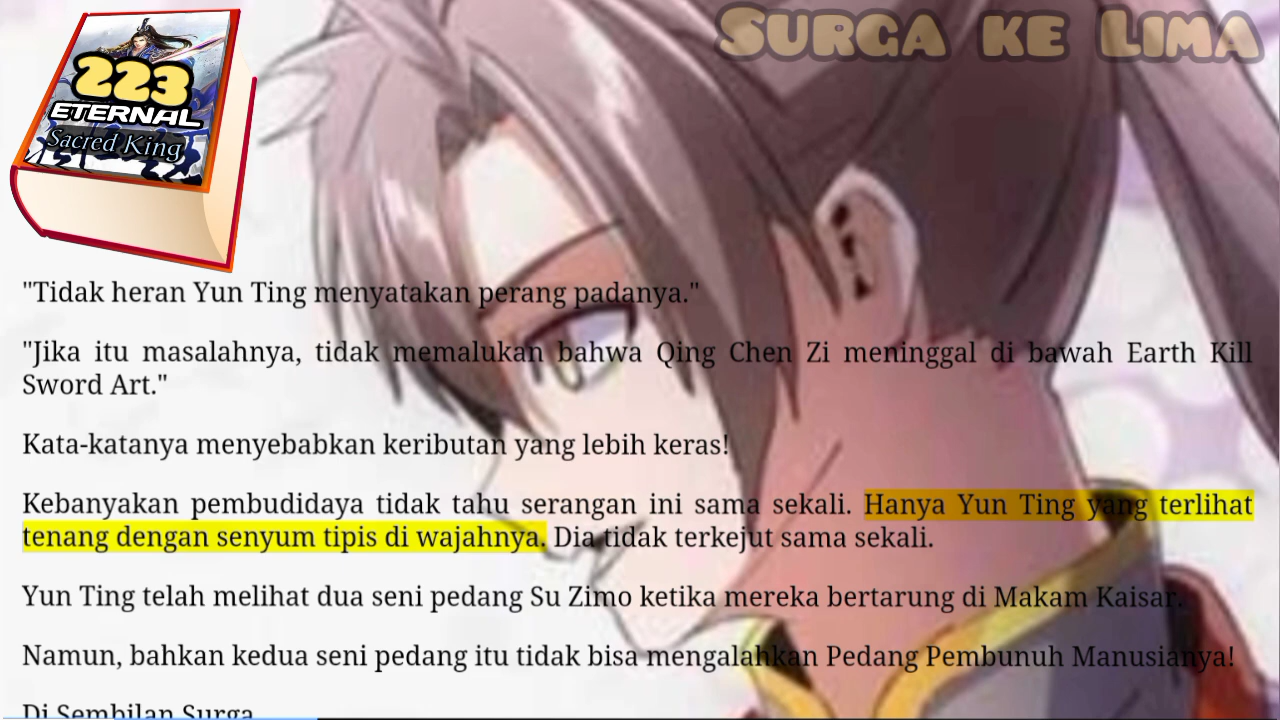 Surga ke Lima
223
ETERNAL
Sacred King
"Tidak heran Yun Ting menyatakan perang padanya."
"Jika itu masalahnya, tidak memalukan bahwa Qing Chen Zi meninggal di bawah Earth Kill
Sword Art."
Kata-katanya menyebabkan keributan yang lebih keras!
Kebanyakan pembudidaya tidak tahu serangan ini sama sekali. Hanya Yun Ting yang terlihat
tenang dengan senyum tipis di wajahnya. Dia tidak terkejut sama sekali.
Yun Ting telah melihat dua seni pedang Su Zimo ketika mereka bertarung di Makam Kaisar.
Namun, bahkan kedua seni pedang itu tidak bisa mengalahkan Pedang Pembunuh Manusianya!
Di Sembilan Surga